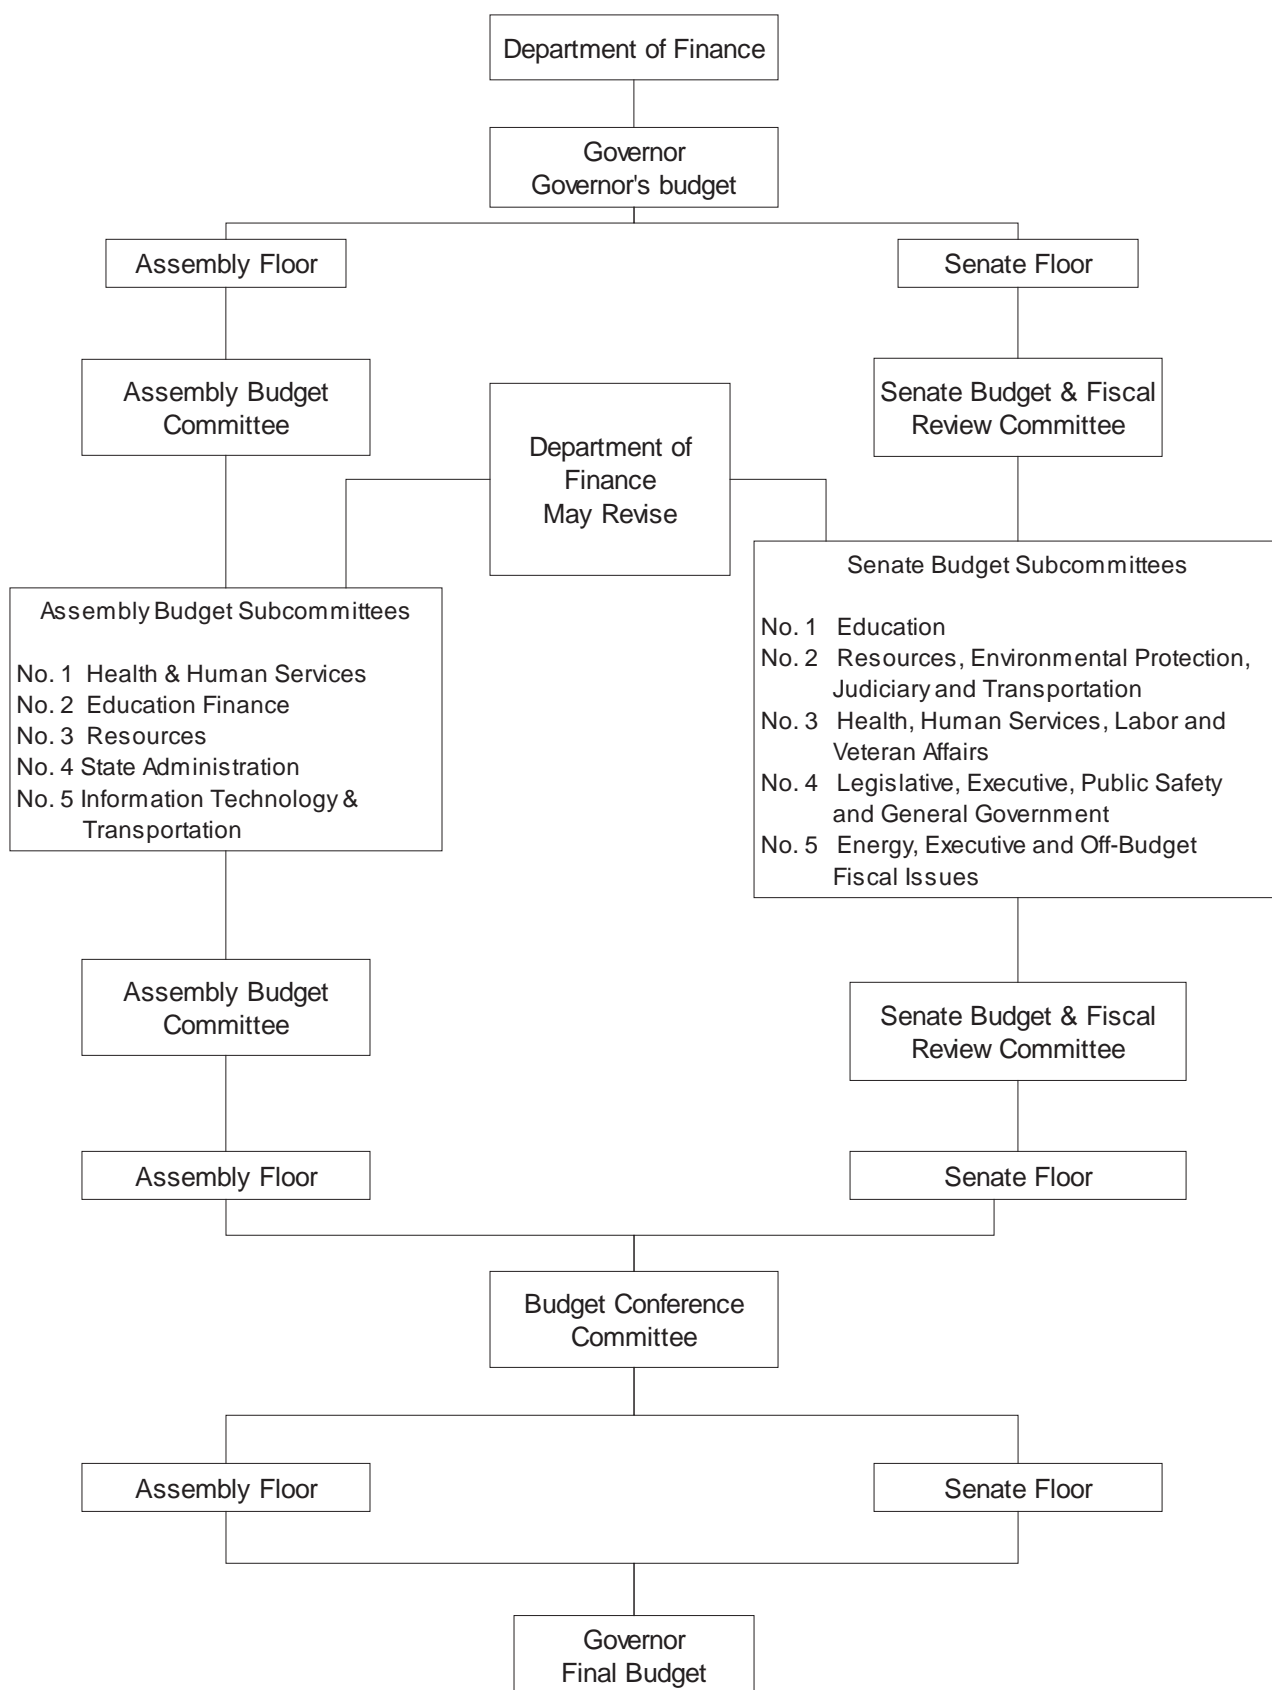 Department of Finance
Governor
Governor's budget
Assembly Floor
Senate Floor
Assembly Budget
Committee
Senate Budget & Fiscal
Review Committee
Department of
Finance
May Revise
Assembly Budget Subcommittees
No. 1 Health & Human Services
No. 2 Education Finance
No. 3 Resources
No. 4 State Administration
No. 5 Information Technology &
Transportation
Senate Budget Subcommittees
No. 1 Education
No. 2 Resources, Environmental Protection,
Judiciary and Transportation
No. 3 Health, Human Services, Labor and
Veteran Affairs
No. 4 Legislative, Executive, Public Safety
and General Government
No. 5 Energy, Executive and Off-Budget
Fiscal Issues
Assembly Budget
Committee
Senate Budget & Fiscal
Review Committee
Assembly Floor
Senate Floor
Budget Conference
Committee
Assembly Floor
Senate Floor
Governor
Final Budget